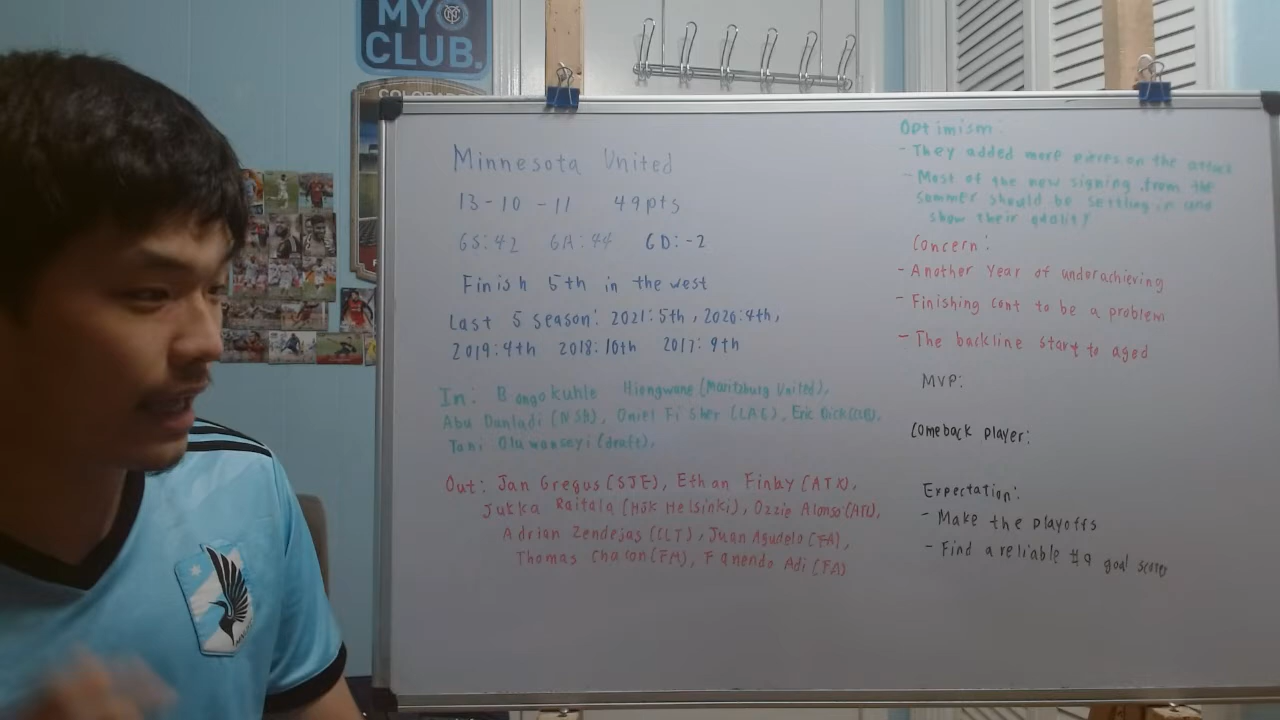 MY
CLUB.
COLORADO
Minnesota United
13-10-11 49pts
GS:42 GA:44 GD:-2
Finish 5th in the west
Last 5 season: 2021:5th, 2020:4th,
2019:4th 2018:10th 2017:9th
In: Bongokuhle Hlongwane (Maritzburg United),
Abu Danladi (NSH), Oniel Fisher (LAG), Eric Dick (CLB),
Tani Oluwaseyi (draft),
Out: Jan Gregus (SJE), Ethan Finlay (ATX),
Jukka Raitala (HJK Helsinki), Ozzie Alonso (ATL),
Adrian Zendejas (CLT), Juan Agudelo (FA),
Thomas Chacon (FM), Fanendo Adi (FA)
Optimism:
- They added more pieces on the attack
- Most of the new signing from the
summer should be settling in and
show their quality
Concern:
- Another year of underachieving
- Finishing cont to be a problem
- The backline start to aged
MVP:
Comeback player:
Expectation:
- Make the playoffs
- Find a reliable #9 goal scorer